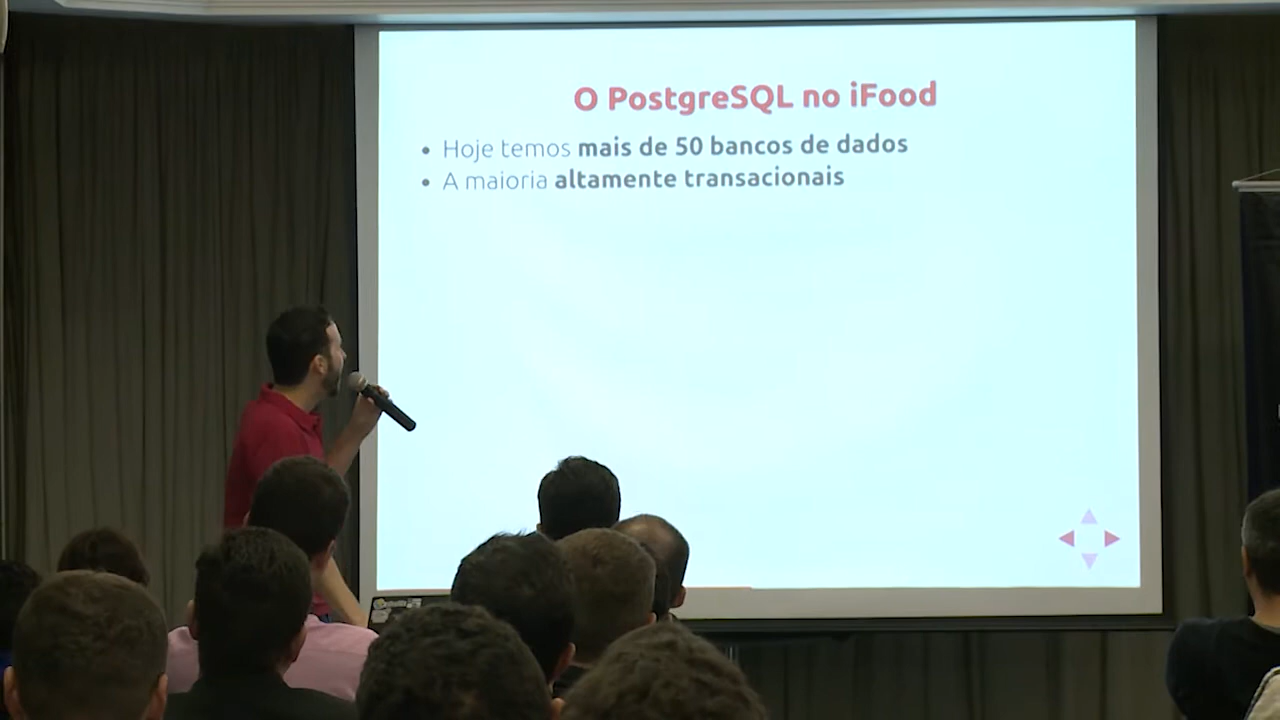 O PostgreSQL no iFood
• Hoje temos mais de 50 bancos de dados
• A maioria altamente transacionais